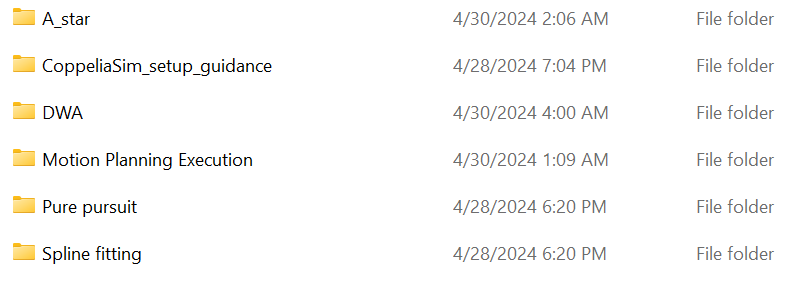 A_star 4/30/2024 2:06 AM File folder
CoppeliaSim_setup_guidance 4/28/2024 7:04 PM File folder
DWA 4/30/2024 4:00 AM File folder
Motion Planning Execution 4/30/2024 1:09 AM File folder
Pure pursuit 4/28/2024 6:20 PM File folder
Spline fitting 4/28/2024 6:20 PM File folder